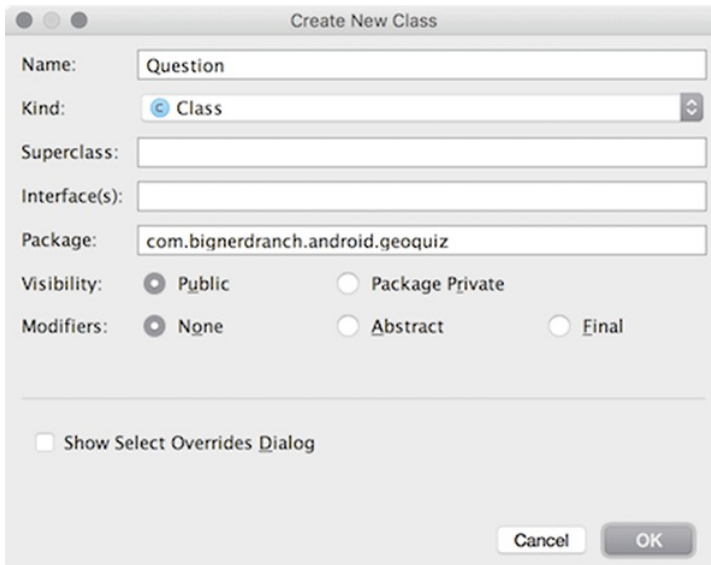 Create New Class
Name: Question
Kind: C Class
Superclass:
Interface(s):
Package: com.bignerdranch.android.geoquiz
Visibility: Public Package Private
Modifiers: None Abstract Final
Show Select Overrides Dialog
Cancel OK